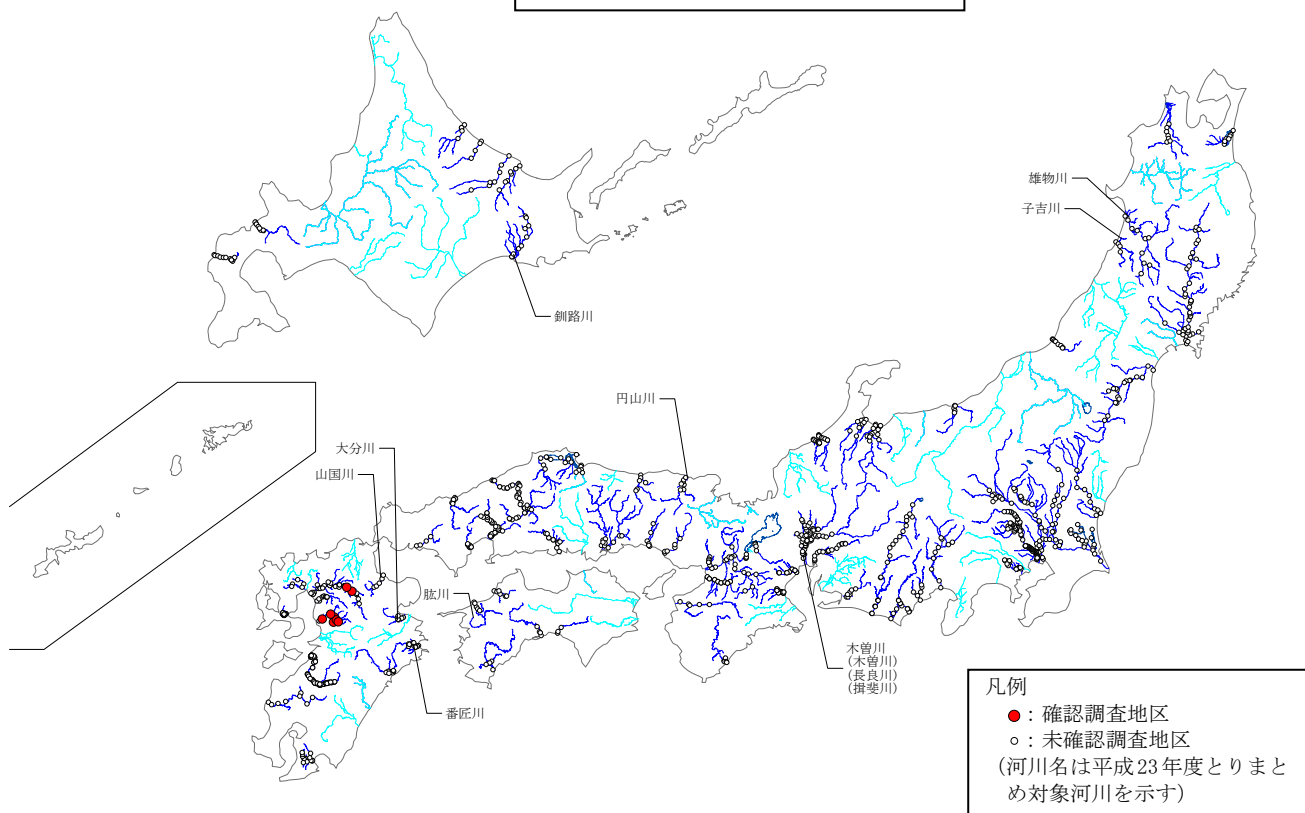 雄物川
子吉川
釧路川
円山川
大分川
山国川
肱川
木曽川
(木曽川)
(長良川)
(揖斐川)
番匠川
凡例
：確認調査地区
：未確認調査地区
(河川名は平成23年度とりまと
め対象河川を示す)